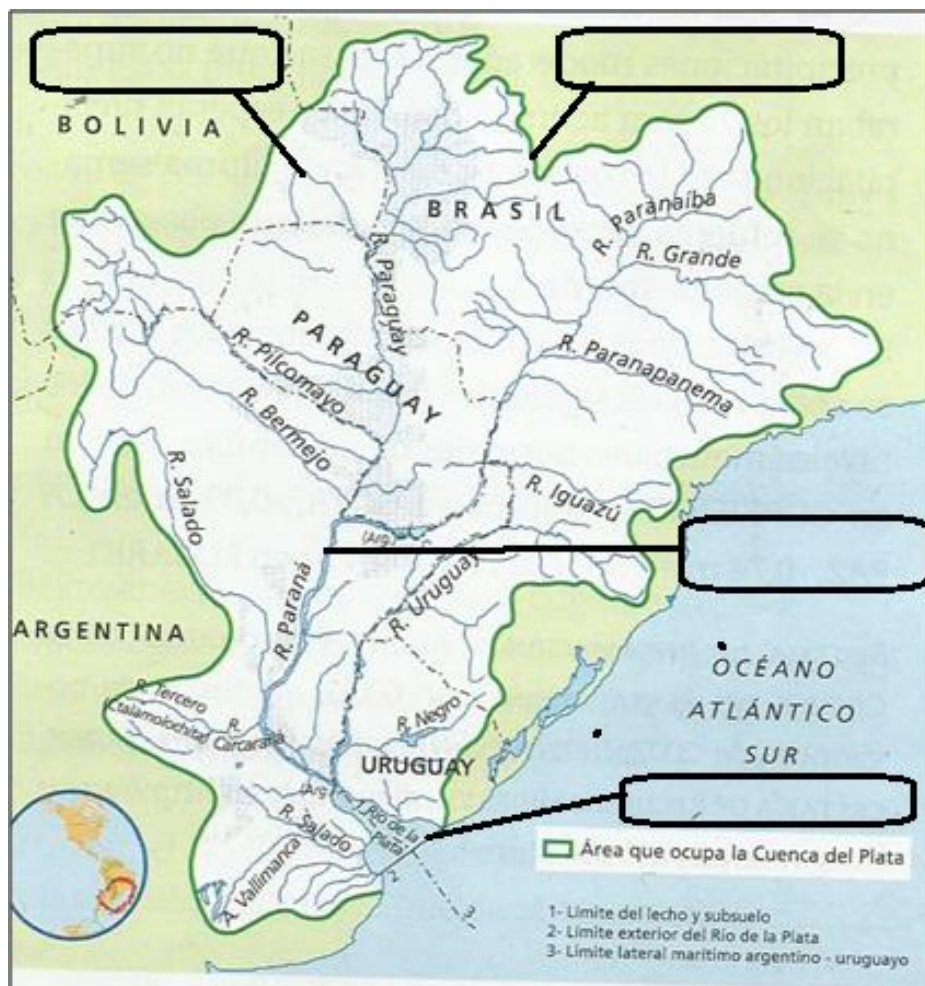 BOLIVIA
BRASIL
R. Paranaíba
R. Grande
R. Paraguay
PARAGUAY
R. Pilcomayo
R. Paranapanema
R. Bermejo
R. Salado
R. Iguazú
(Arg.)
R. Uruguay
ARGENTINA
R. Paraná
OCÉANO
ATLÁNTICO
SUR
R. Tercero
(Ctalamolochita)
R.
Carcarañá
R. Negro
URUGUAY
(Arg.)
1 Río de la
Plata
R. Salado
A. Vallimanca
2
3
Área que ocupa la Cuenca del Plata
1- Límite del lecho y subsuelo
2- Límite exterior del Río de la Plata
3- Límite lateral marítimo argentino - uruguayo